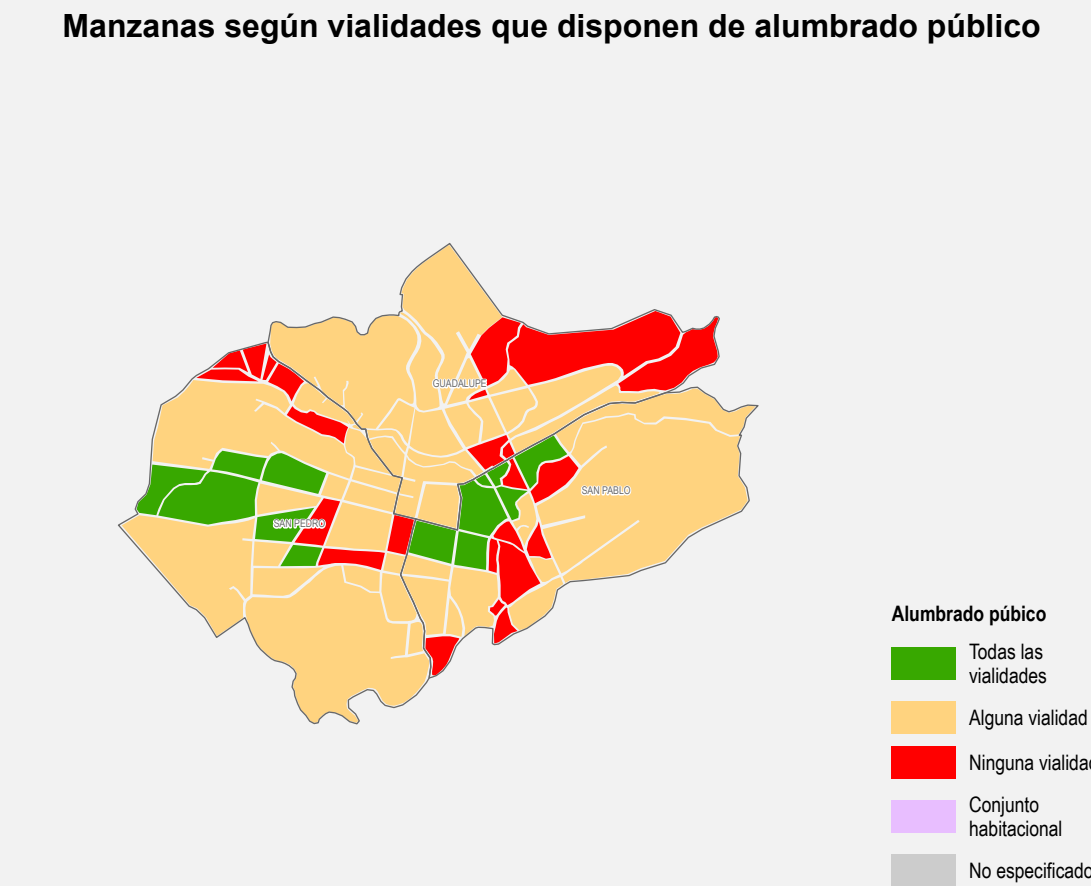 Manzanas según vialidades que disponen de alumbrado público
GUADALUPE
SAN PABLO
SAN PEDRO
Alumbrado púbico
Todas las
vialidades
Alguna vialidad
Ninguna vialidad
Conjunto
habitacional
No especificado